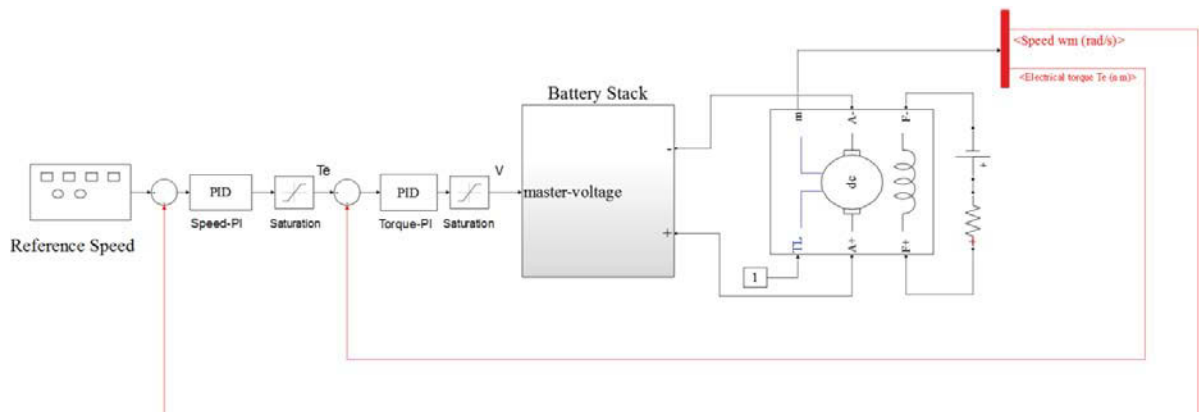 <Speed wm (rad/s)>
<Electrical torque Te (n m)>
Battery Stack
m
A-
F-
-
Te
V
PID
PID
master-voltage
dc
Speed-PI
Saturation
Torque-PI
Saturation
+
+
Reference Speed
TL
A+
F+
1
+